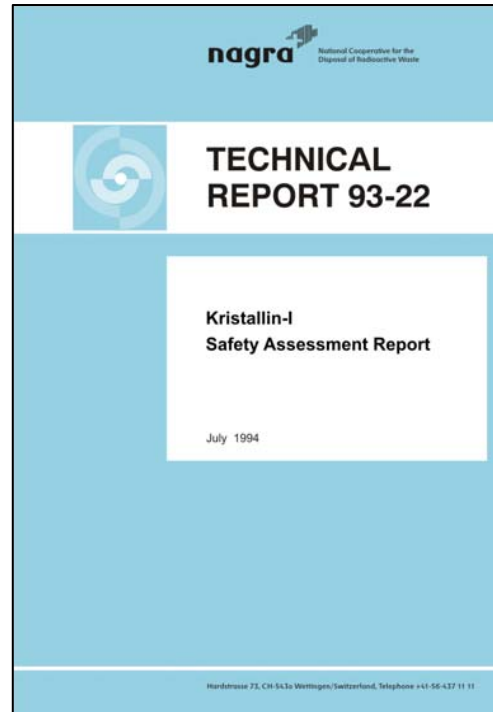 nagra
National Cooperative for the
Disposal of Radioactive Waste
TECHNICAL
REPORT 93-22
Kristallin-I
Safety Assessment Report
July 1994
Hardstrasse 73, CH-5430 Wettingen/Switzerland, Telephone +41-56-437 11 11